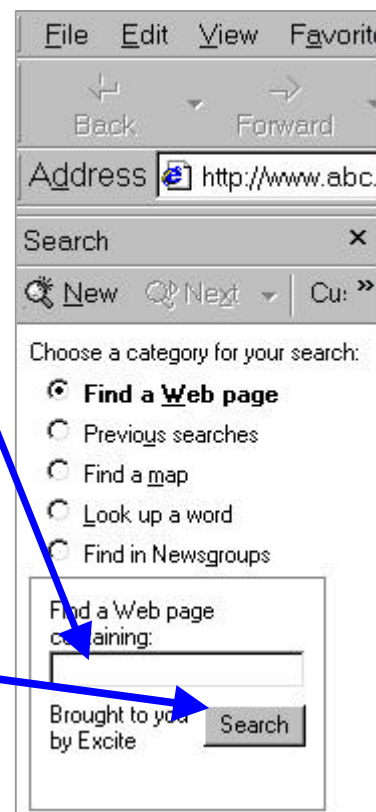 File Edit View Favorite
Back Forward
Address http://www.abc.
Search
New Next Cu: »
Choose a category for your search:
Find a Web page
Previous searches
Find a map
Look up a word
Find in Newsgroups
Find a Web page
containing:
Brought to you
by Excite
Search